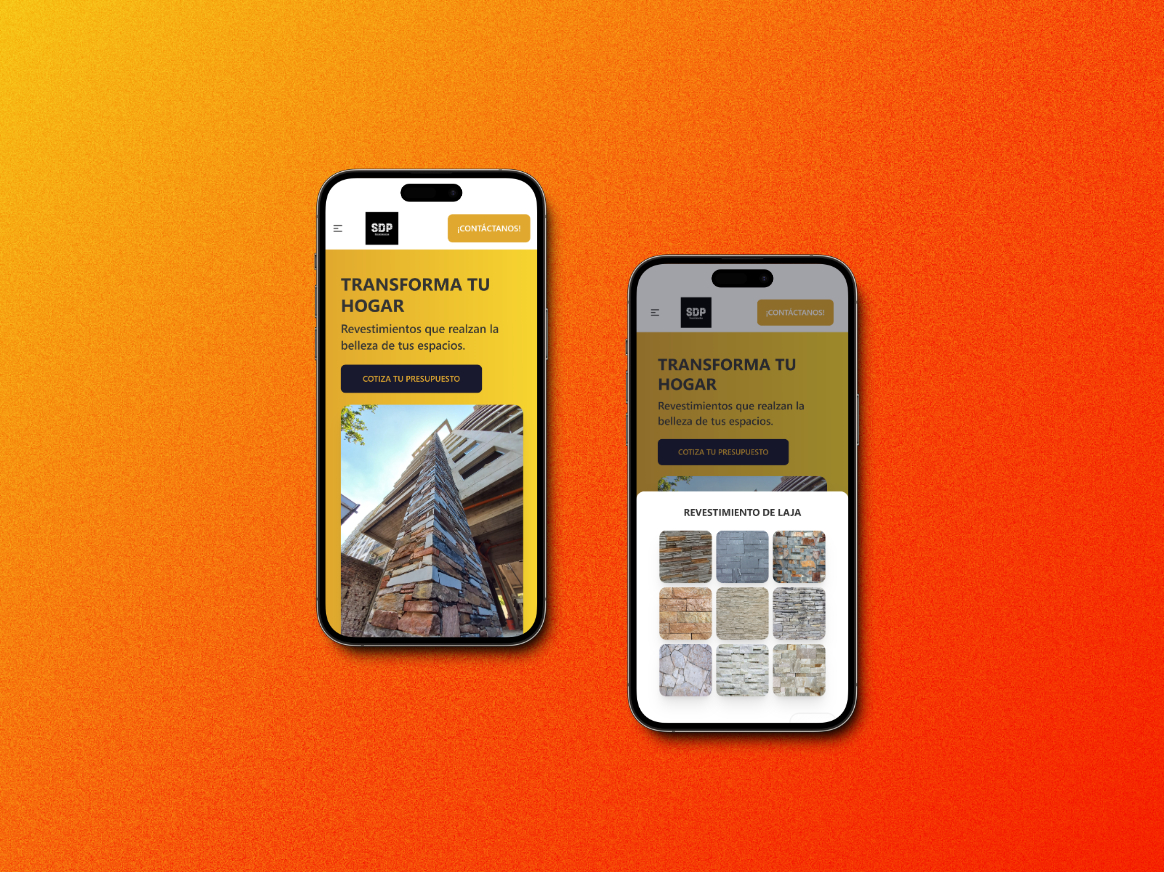 SDP
¡CONTÁCTANOS!
TRANSFORMA TU
HOGAR
Revestimientos que realzan la
belleza de tus espacios.
COTIZA TU PRESUPUESTO
SDP
¡CONTÁCTANOS!
TRANSFORMA TU
HOGAR
Revestimientos que realzan la
belleza de tus espacios.
COTIZA TU PRESUPUESTO
REVESTIMIENTO DE LAJA